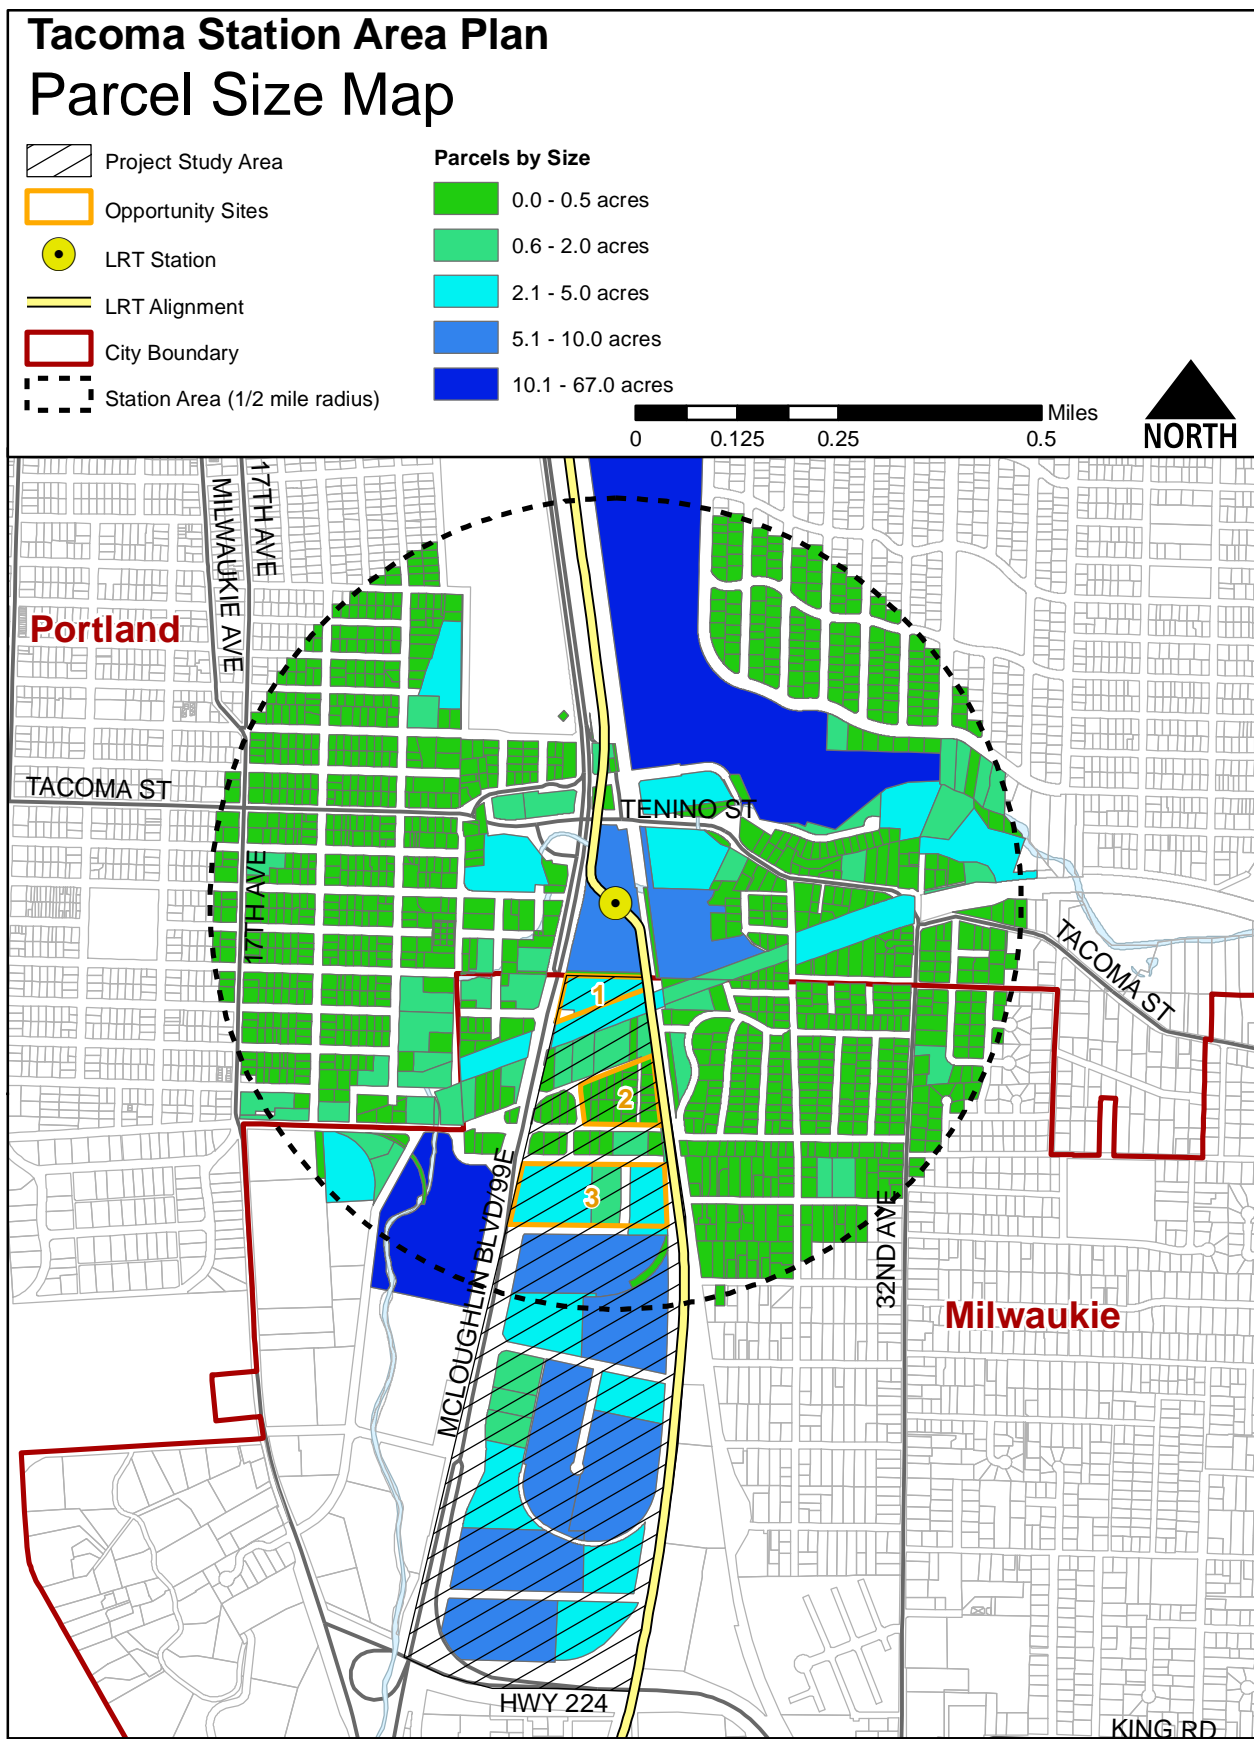 Tacoma Station Area Plan
Parcel Size Map
Project Study Area
Opportunity Sites
LRT Station
LRT Alignment
City Boundary
Station Area (1/2 mile radius)
Parcels by Size
0.0 - 0.5 acres
0.6 - 2.0 acres
2.1 - 5.0 acres
5.1 - 10.0 acres
10.1 - 67.0 acres
Miles
0 0.125 0.25 0.5
NORTH
17TH AVE
MILWAUKIE AVE
Portland
TACOMA ST
TENINO ST
17TH AVE
TACOMA ST
1
2
3
MCLOUGHLIN BLVD/99E
32ND AVE
Milwaukie
HWY 224
KING RD